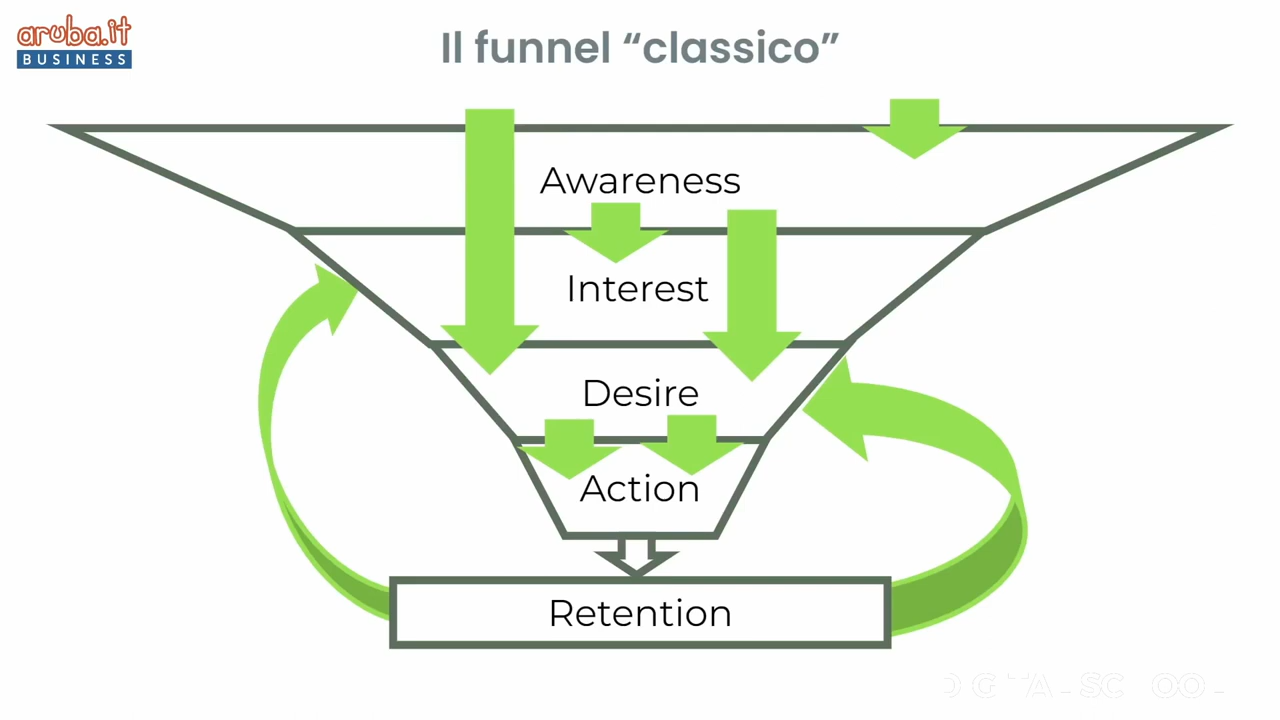 aruba.it
BUSINESS
Il funnel “classico”
Awareness
Interest
Desire
Action
Retention